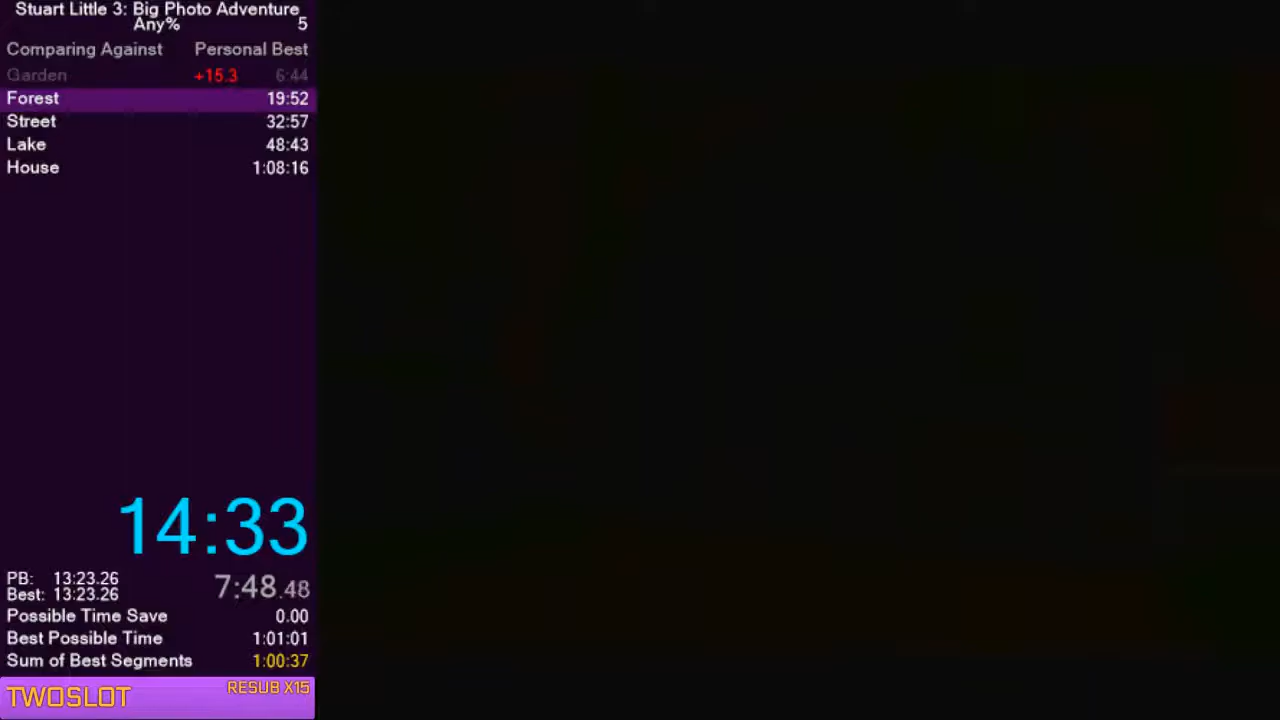 Stuart Little 3: Big Photo Adventure
Any% 5
Comparing Against Personal Best
Garden +15.3 6:44
Forest 19:52
Street 32:57
Lake 48:43
House 1:08:16
14:33
PB: 13:23.26 7:48.48
Best: 13:23.26
Possible Time Save 0.00
Best Possible Time 1:01:01
Sum of Best Segments 1:00:37
TWOSLOT RESUB X15